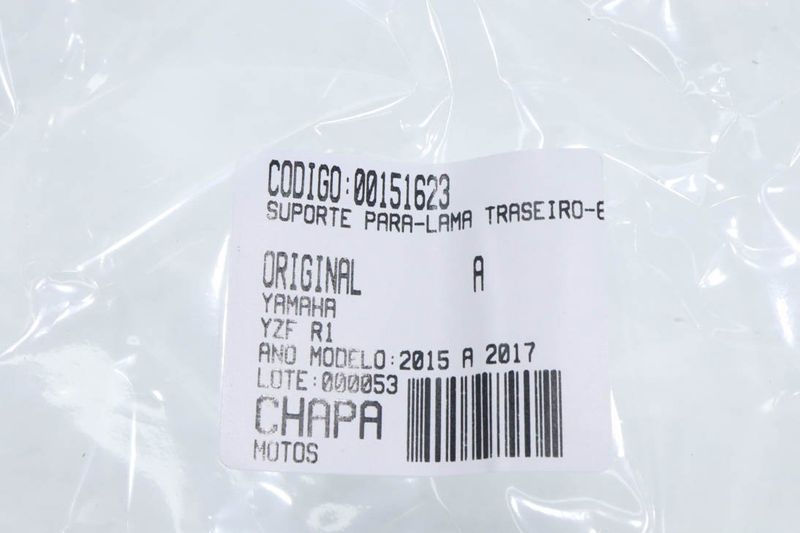 CODIGO:00151623
SUPORTE PARA-LAMA TRASEIRO-E
ORIGINAL A
YAMAHA
YZF R1
ANO MODELO:2015 A 2017
LOTE:000053
CHAPA
MOTOS